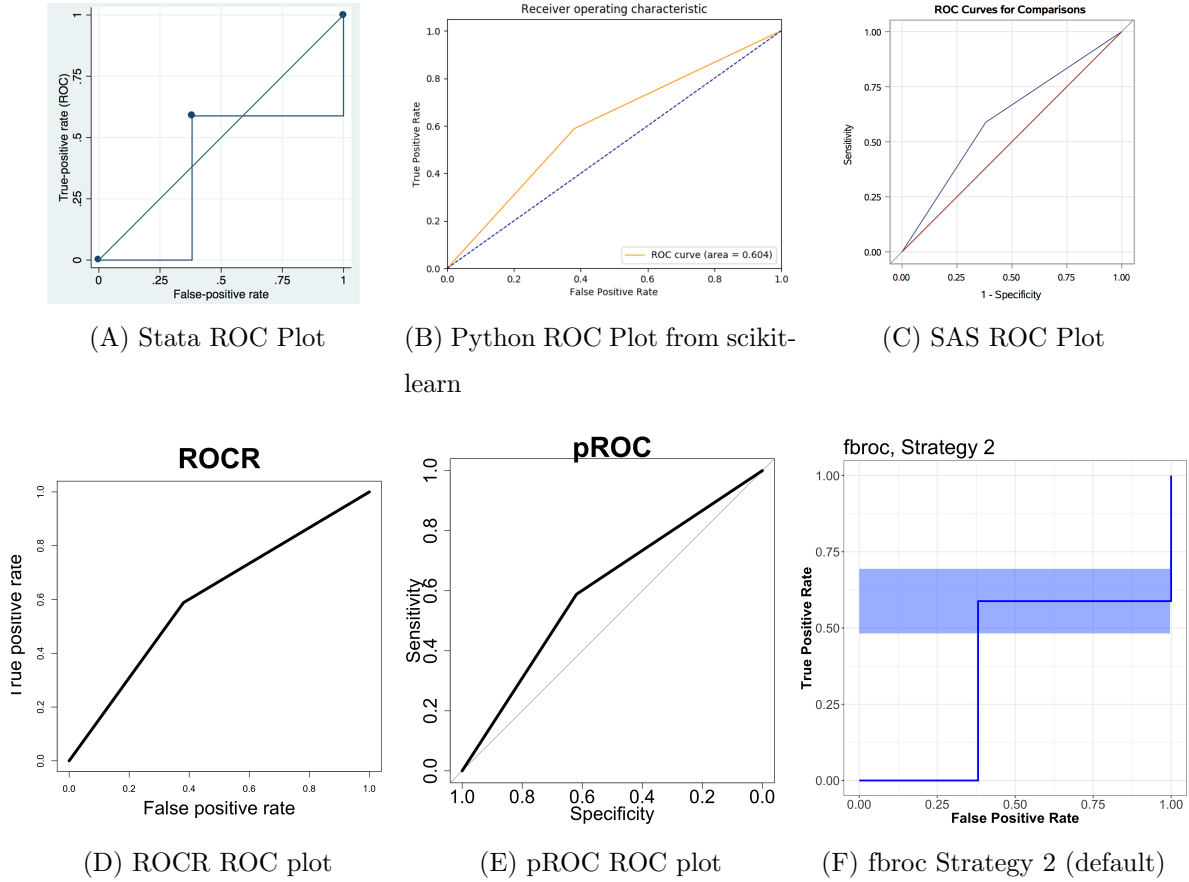 True-positive rate (ROC)
1
.75
.5
.25
0
0
.25
.5
.75
1
False-positive rate
(A) Stata ROC Plot
Receiver operating characteristic
True Positive Rate
1.0
0.8
0.6
0.4
0.2
0.0
0.0
0.2
0.4
0.6
0.8
1.0
ROC curve (area = 0.604)
False Positive Rate
(B) Python ROC Plot from scikit-
learn
ROC Curves for Comparisons
Sensitivity
1.00
0.75
0.50
0.25
0.00
0.00
0.25
0.50
0.75
1.00
1 - Specificity
(C) SAS ROC Plot
ROCR
True positive rate
1.0
0.8
0.6
0.4
0.2
0.0
0.0
0.2
0.4
0.6
0.8
1.0
False positive rate
(D) ROCR ROC plot
pROC
Sensitivity
1.0
0.8
0.6
0.4
0.2
0.0
1.0
0.8
0.6
0.4
0.2
0.0
Specificity
(E) pROC ROC plot
fbroc, Strategy 2
True Positive Rate
1.00
0.75
0.50
0.25
0.00
0.00
0.25
0.50
0.75
1.00
False Positive Rate
(F) fbroc Strategy 2 (default)